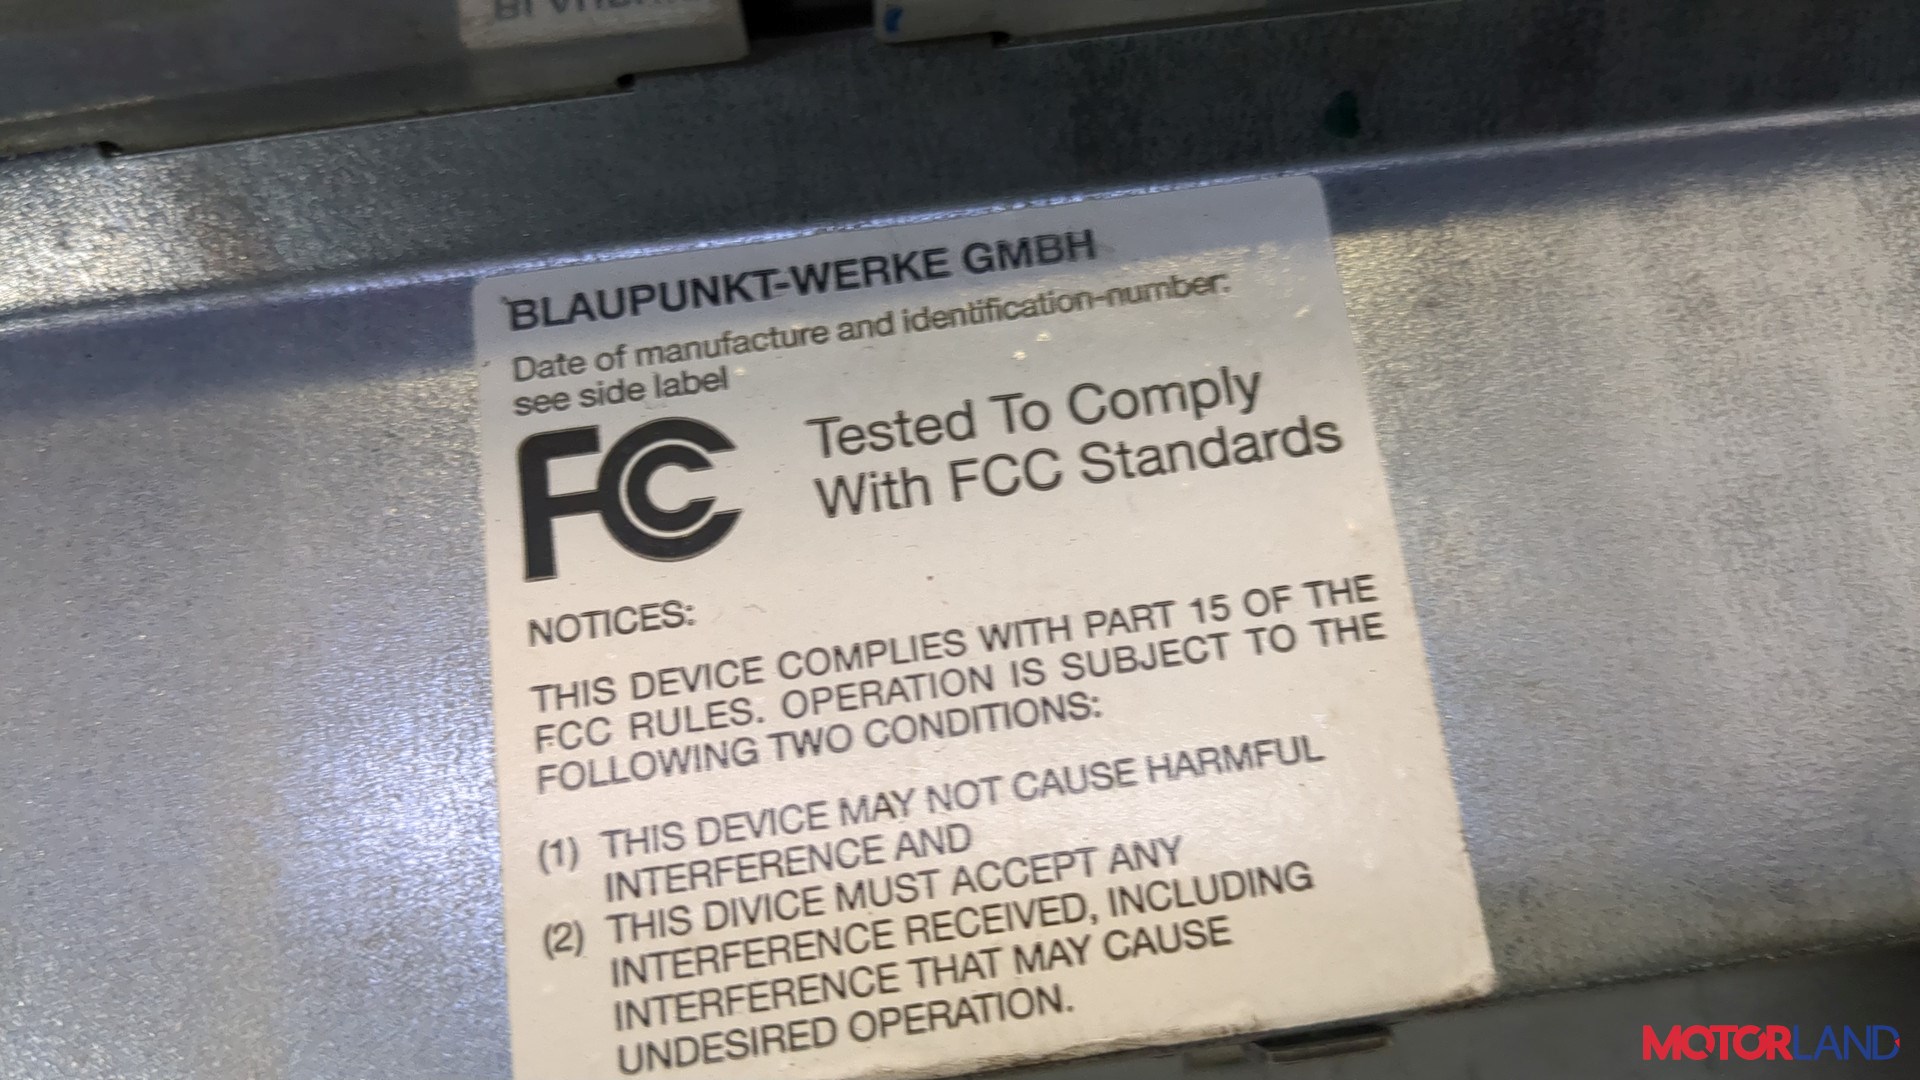 BLAUPUNKT-WERKE GMBH
Date of manufacture and identification-number:
see side label
FCC
Tested To Comply
With FCC Standards
NOTICES:
THIS DEVICE COMPLIES WITH PART 15 OF THE
FCC RULES. OPERATION IS SUBJECT TO THE
FOLLOWING TWO CONDITIONS:
(1) THIS DEVICE MAY NOT CAUSE HARMFUL
INTERFERENCE AND
(2) THIS DIVICE MUST ACCEPT ANY
INTERFERENCE RECEIVED, INCLUDING
INTERFERENCE THAT MAY CAUSE
UNDESIRED OPERATION.
MOTORLAND